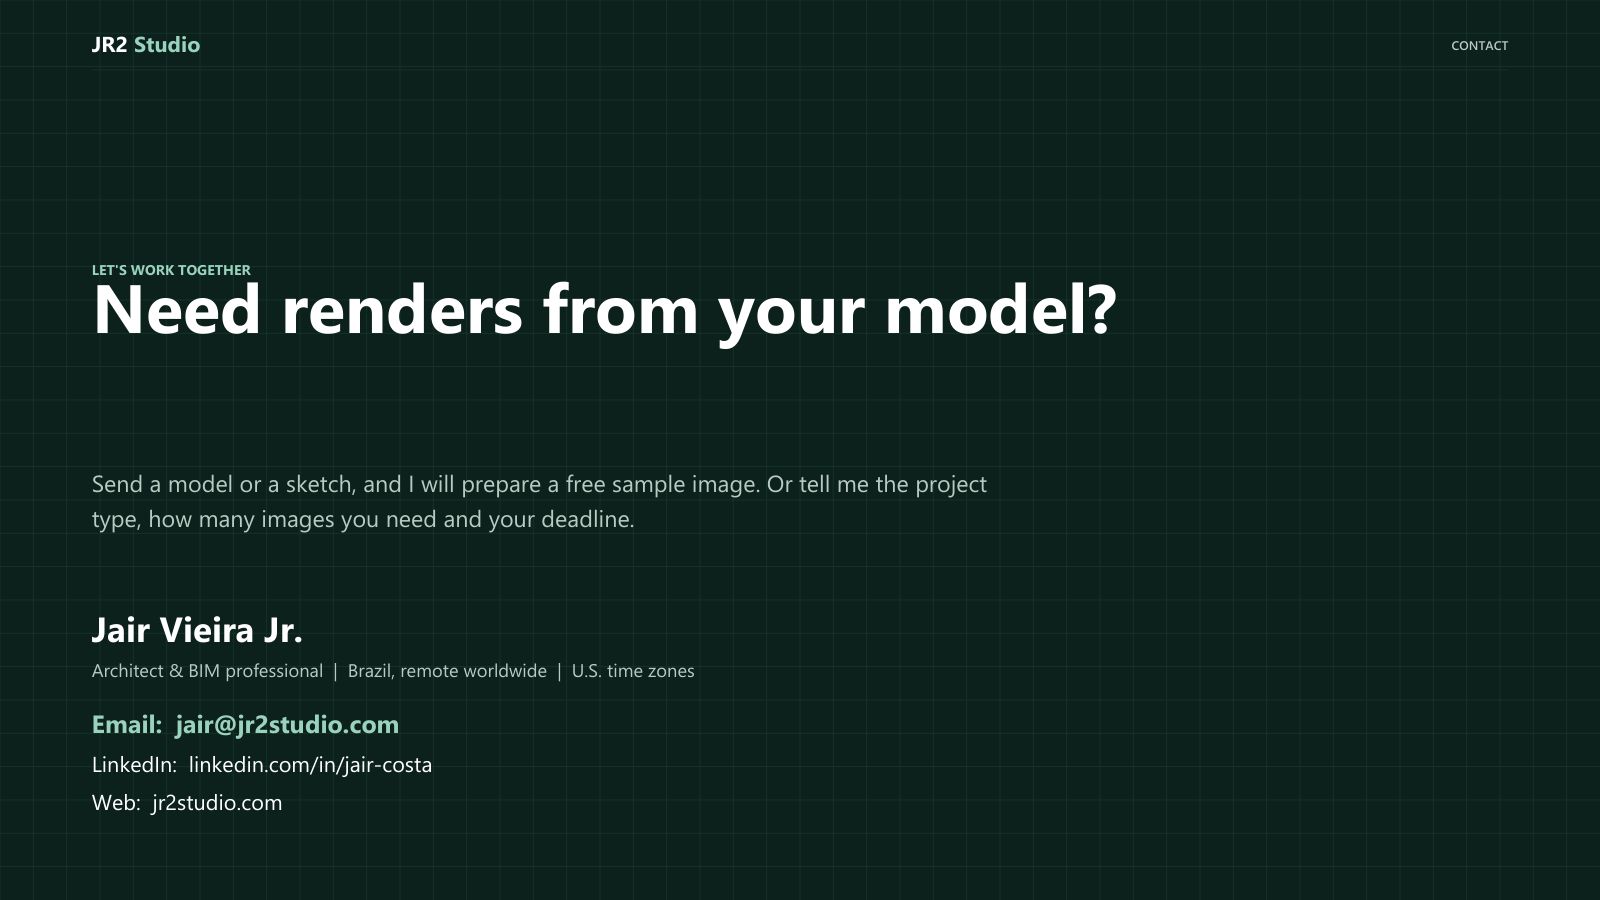 JR2 Studio
CONTACT
LET'S WORK TOGETHER
Need renders from your model?
Send a model or a sketch, and I will prepare a free sample image. Or tell me the project
type, how many images you need and your deadline.
Jair Vieira Jr.
Architect & BIM professional | Brazil, remote worldwide | U.S. time zones
Email: jair@jr2studio.com
LinkedIn: linkedin.com/in/jair-costa
Web: jr2studio.com